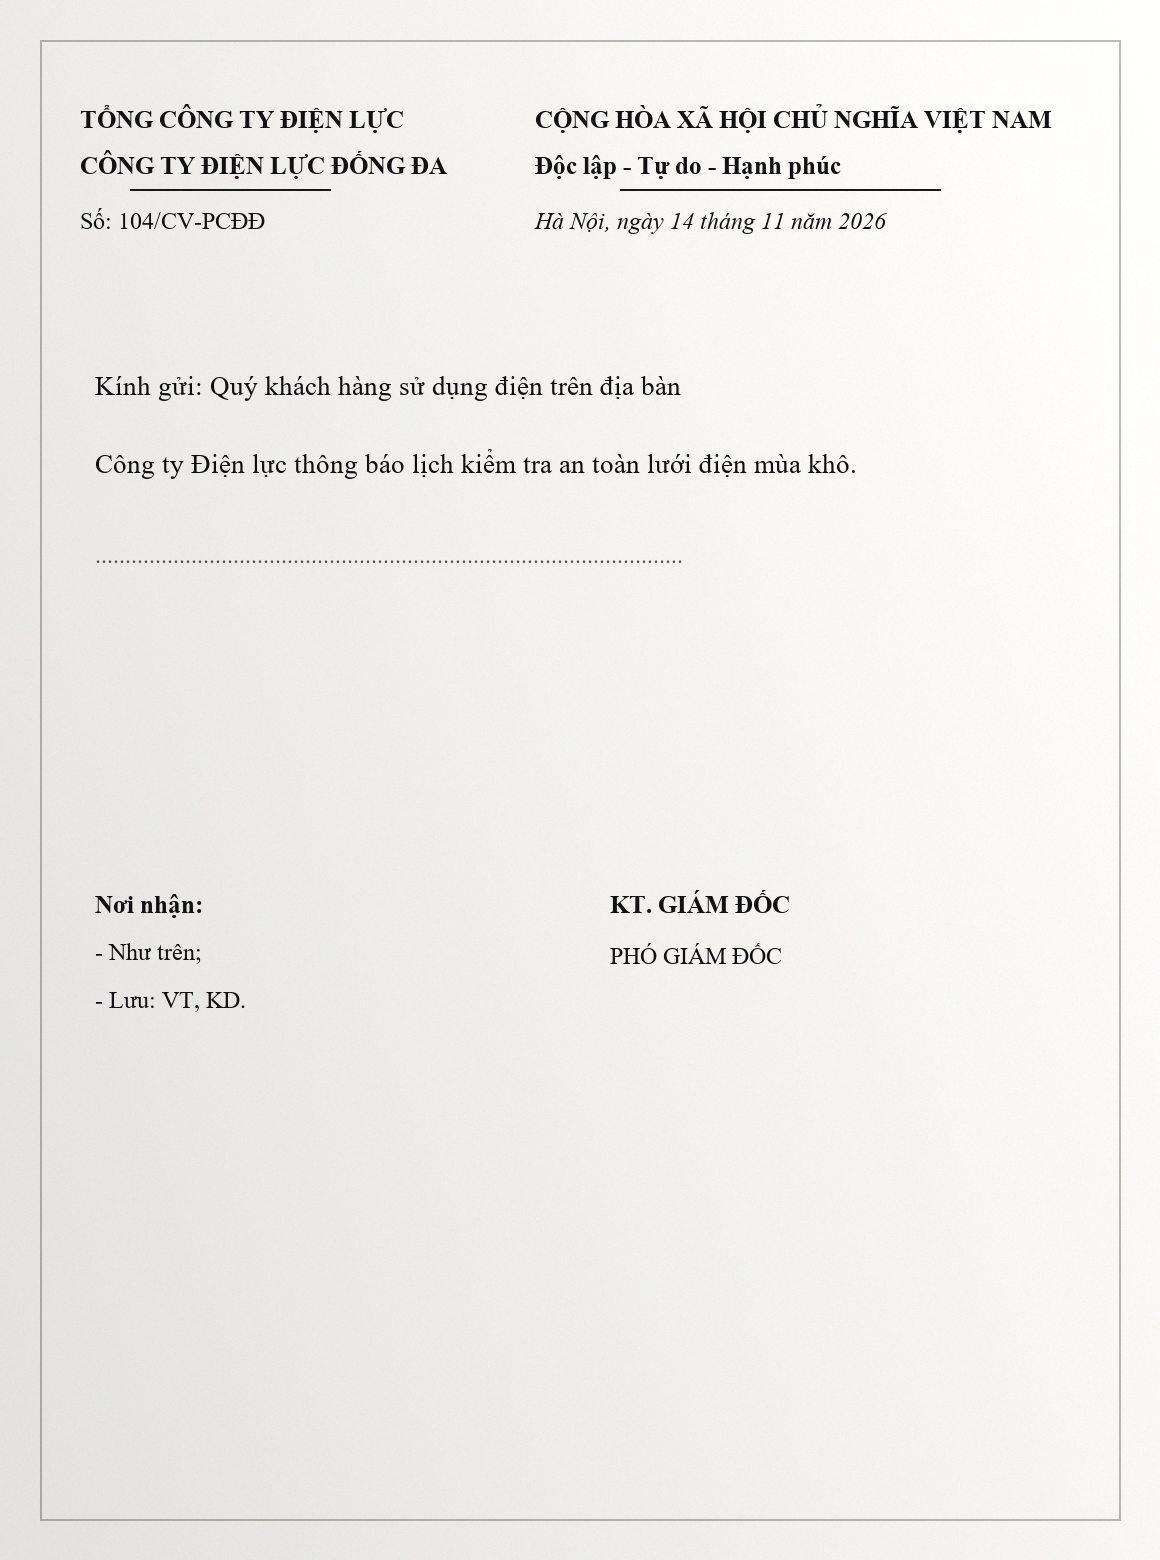 TỔNG CÔNG TY ĐIỆN LỰC
CÔNG TY ĐIỆN LỰC ĐỐNG ĐA
Số: 104/CV-PCĐĐ
CỘNG HÒA XÃ HỘI CHỦ NGHĨA VIỆT NAM
Độc lập - Tự do - Hạnh phúc
Hà Nội, ngày 14 tháng 11 năm 2026
Kính gửi: Quý khách hàng sử dụng điện trên địa bàn
Công ty Điện lực thông báo lịch kiểm tra an toàn lưới điện mùa khô.
..................................................................................................
Nơi nhận:
- Như trên;
- Lưu: VT, KD.
KT. GIÁM ĐỐC
PHÓ GIÁM ĐỐC